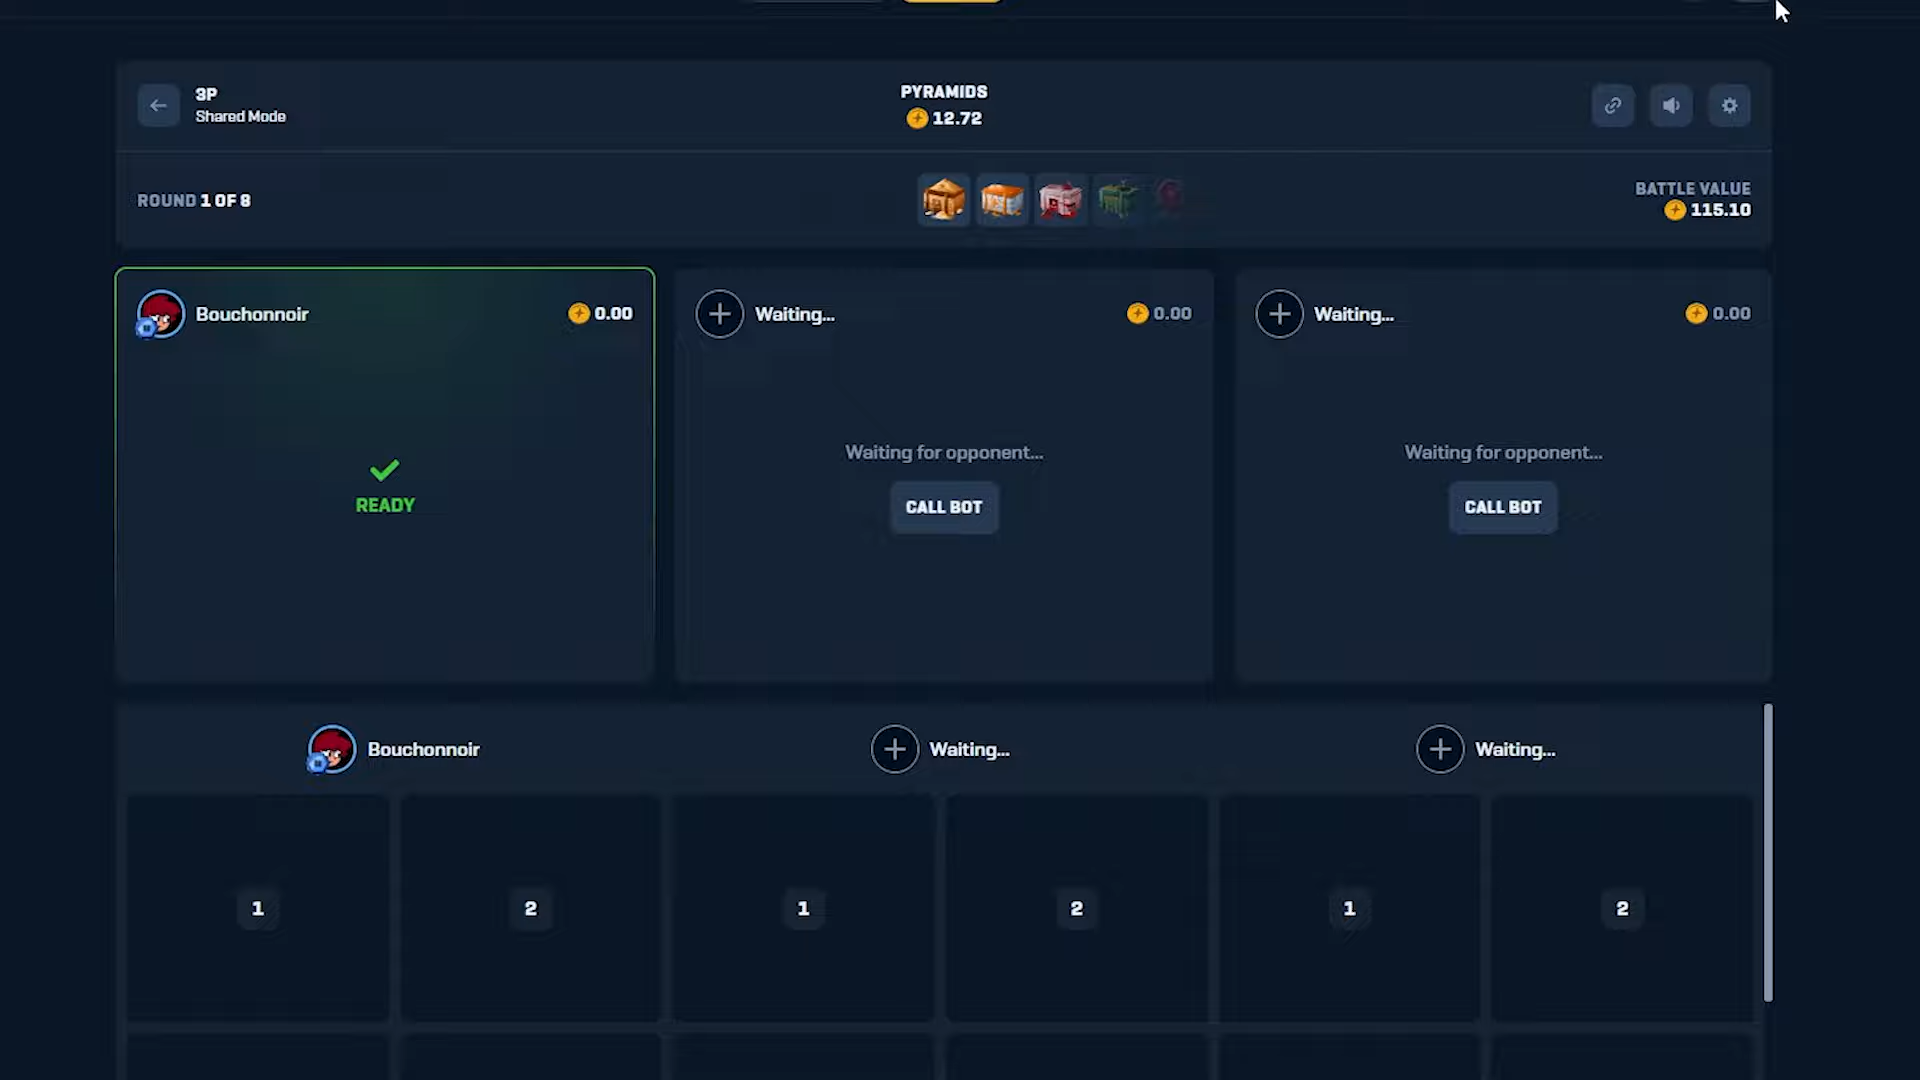 3P
Shared Mode
PYRAMIDS
12.72
ROUND 1 OF 8
BATTLE VALUE
115.10
Bouchonnoir
0.00
Waiting...
0.00
Waiting...
0.00
READY
Waiting for opponent...
CALL BOT
Waiting for opponent...
CALL BOT
Bouchonnoir
Waiting...
Waiting...
1
2
1
2
1
2